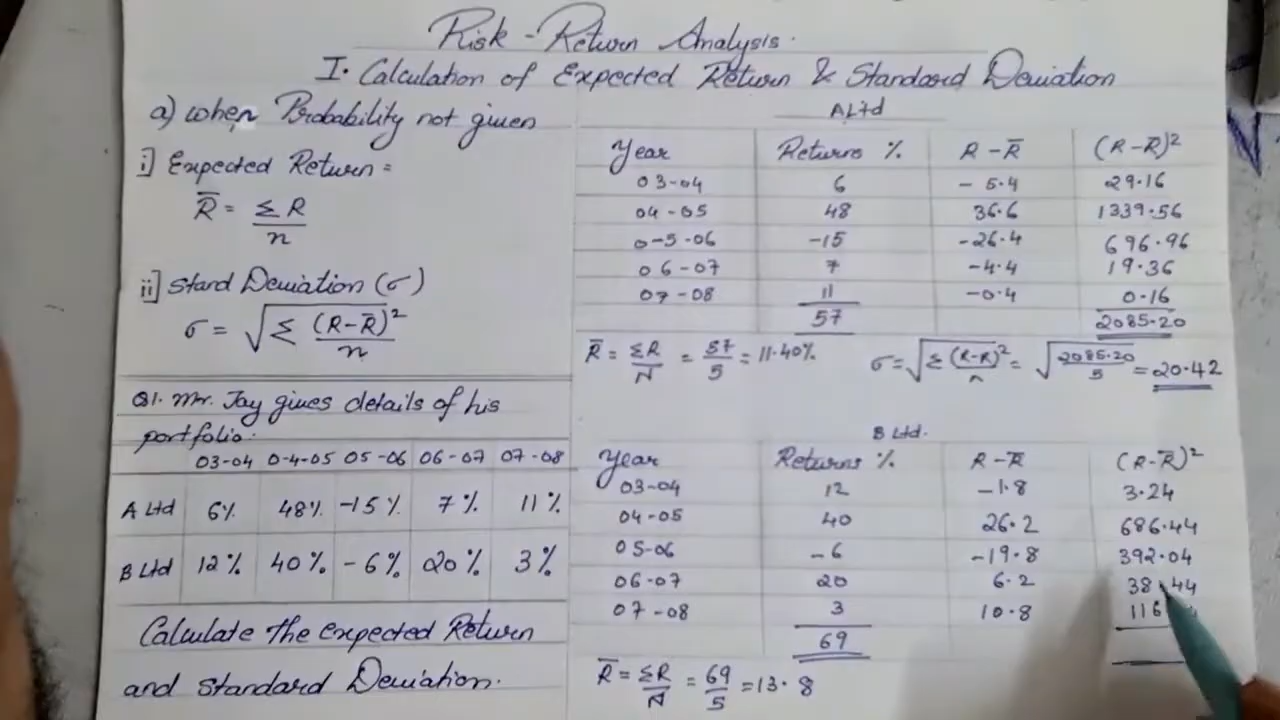 Risk - Return Analysis.
I. Calculation of Expected Return & Standard Deviation
a) when Probability not given
i] Expected Return =
R̅ = ΣR / n
ii] Stand Deviation (σ)
σ = √Σ (R-R̅)² / n
Q1. Mr. Jay gives details of his
portfolio:
03-04 0-4-05 05-06 06-07 07-08
A Ltd 6% 48% -15% 7% 11%
B Ltd 12% 40% -6% 20% 3%
Calculate the Expected Return
and Standard Deviation.
A Ltd
Year Returns % R-R̅ (R-R̅)²
03-04 6 -5.4 29.16
04-05 48 36.6 1339.56
0-5-06 -15 -26.4 696.96
06-07 7 -4.4 19.36
07-08 11 -0.4 0.16
57 2085.20
R̅ = ΣR / N = 57 / 5 = 11.40% σ = √Σ (R-R)² / n = √2085.20 / 5 = 20.42
B Ltd.
Year Returns % R-R̅ (R-R̅)²
03-04 12 -1.8 3.24
04-05 40 26.2 686.44
05-06 -6 -19.8 392.04
06-07 20 6.2 38.44
07-08 3 10.8 116
69
R̅ = ΣR / N = 69 / 5 = 13.8